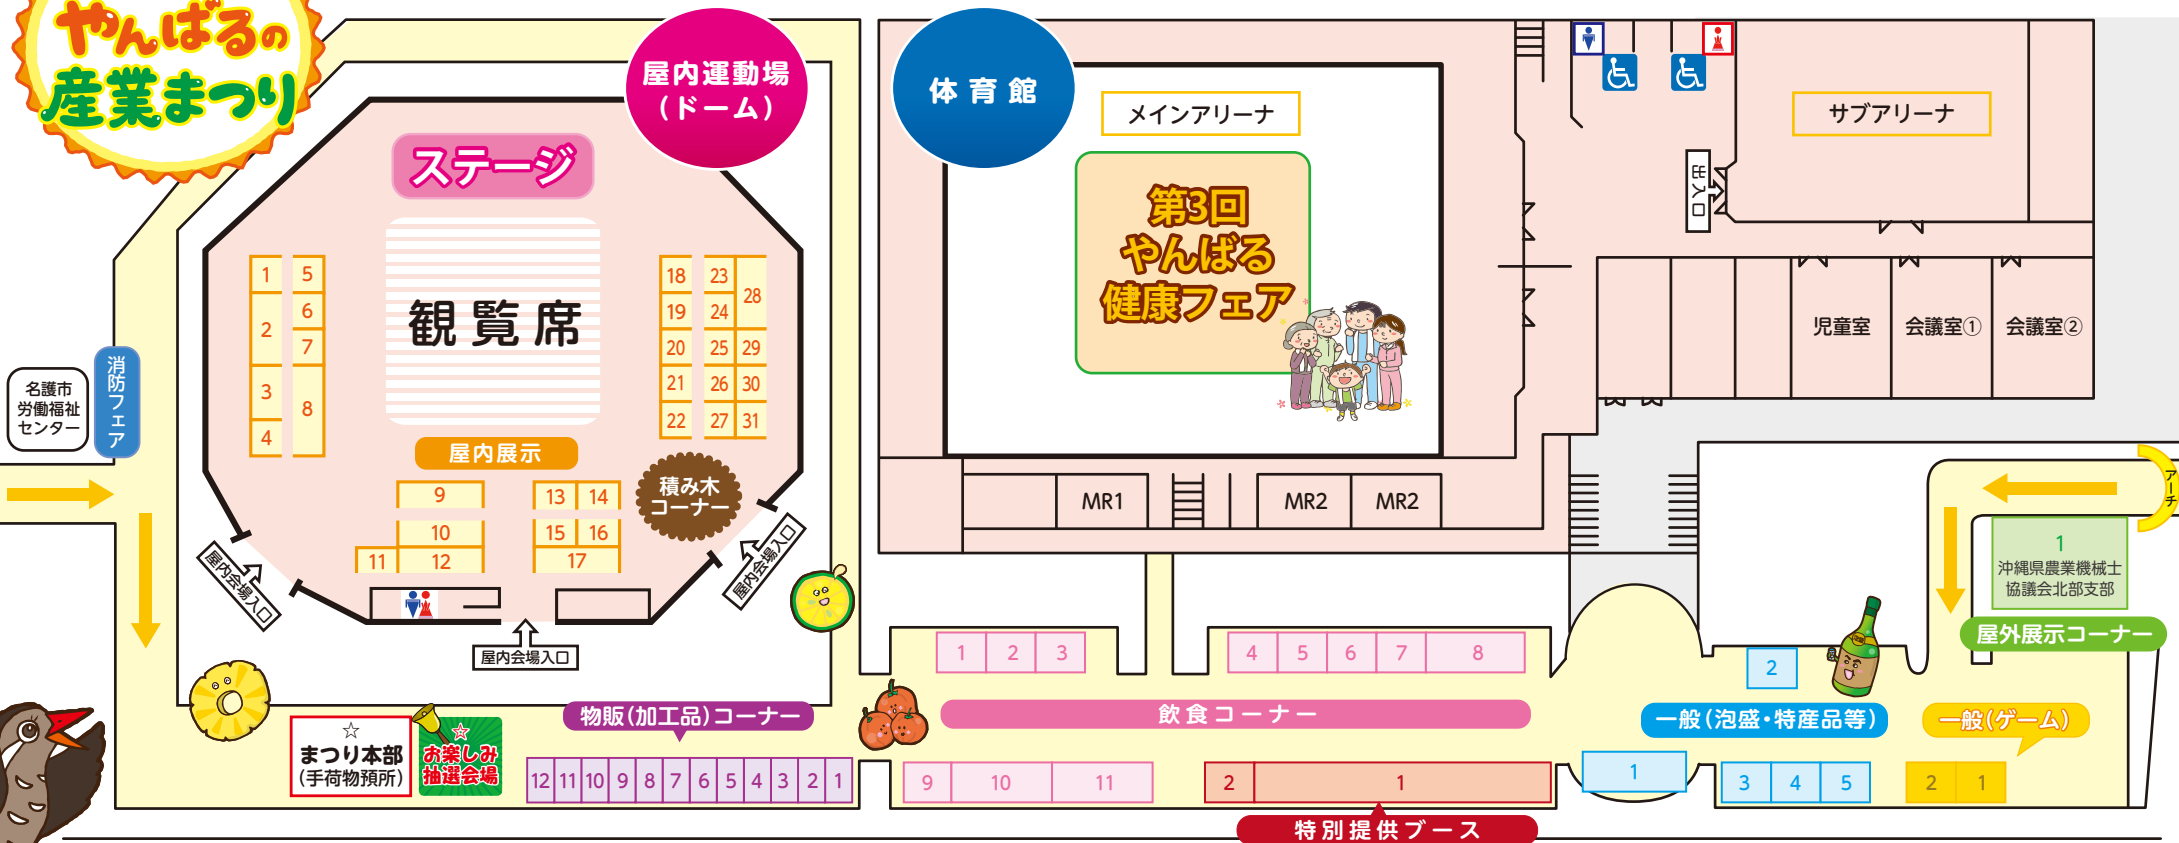 やんばるの
産業まつり
屋内運動場
（ドーム）
体育館
メインアリーナ
サブアリーナ
ステージ
第3回
やんばる
健康フェア
出入口
観覧席
1
2
3
4
5
6
7
8
18
19
20
21
22
23
24
25
26
27
28
29
30
31
児童室
会議室①
会議室②
名護市
労働福祉
センター
消防フェア
屋内展示
積み木
コーナー
9
10
11
12
13
14
15
16
17
MR1
MR2
MR2
アーチ
屋内会場入口
屋内会場入口
屋内会場入口
1
沖縄県農業機械士
協議会北部支部
屋外展示コーナー
1
2
3
4
5
6
7
8
2
☆
まつり本部
（手荷物預所）
☆
お楽しみ
抽選会場
物販（加工品）コーナー
飲食コーナー
一般（泡盛・特産品等）
一般（ゲーム）
12 11 10 9 8 7 6 5 4 3 2 1
9
10
11
2
1
1
3
4
5
2
1
特別提供ブース